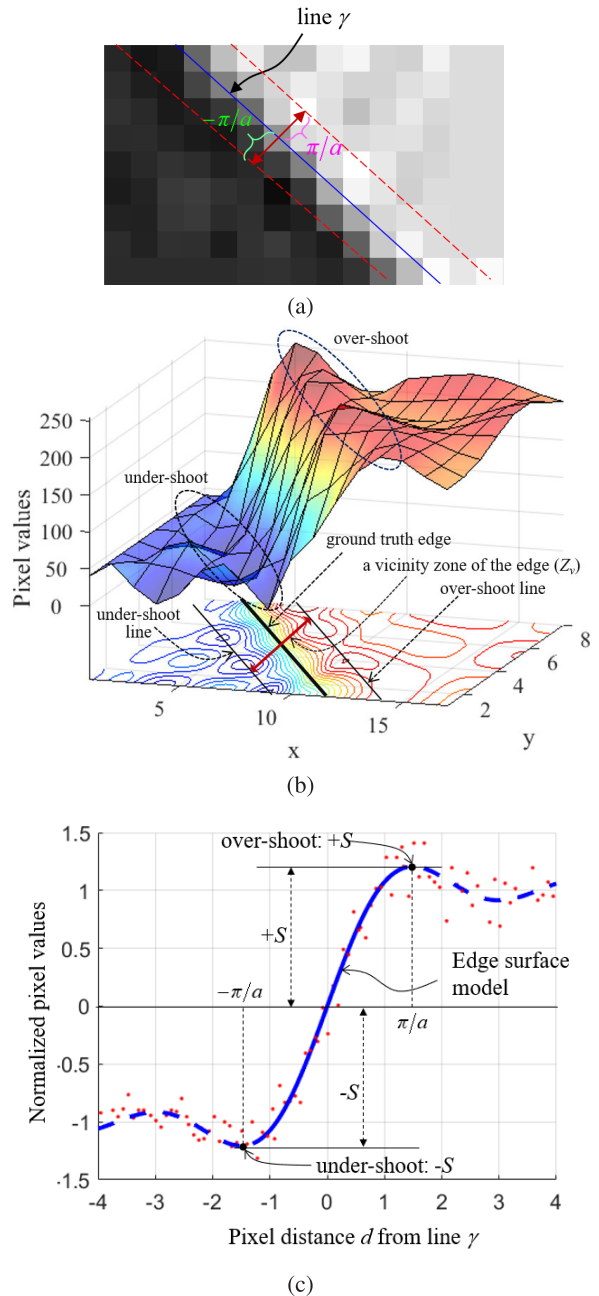 line γ
−π/a
π/a
(a)
over-shoot
250
200
150
100
50
0
Pixel values
under-shoot
ground truth edge
a vicinity zone of the edge (Zv)
over-shoot line
under-shoot
line
5
10
15
x
2
4
6
8
y
(b)
1.5
1
0.5
0
-0.5
-1
-1.5
Normalized pixel values
over-shoot: +S
+S
Edge surface
model
−π/a
π/a
-S
under-shoot: -S
-4 -3 -2 -1 0 1 2 3 4
Pixel distance d from line γ
(c)